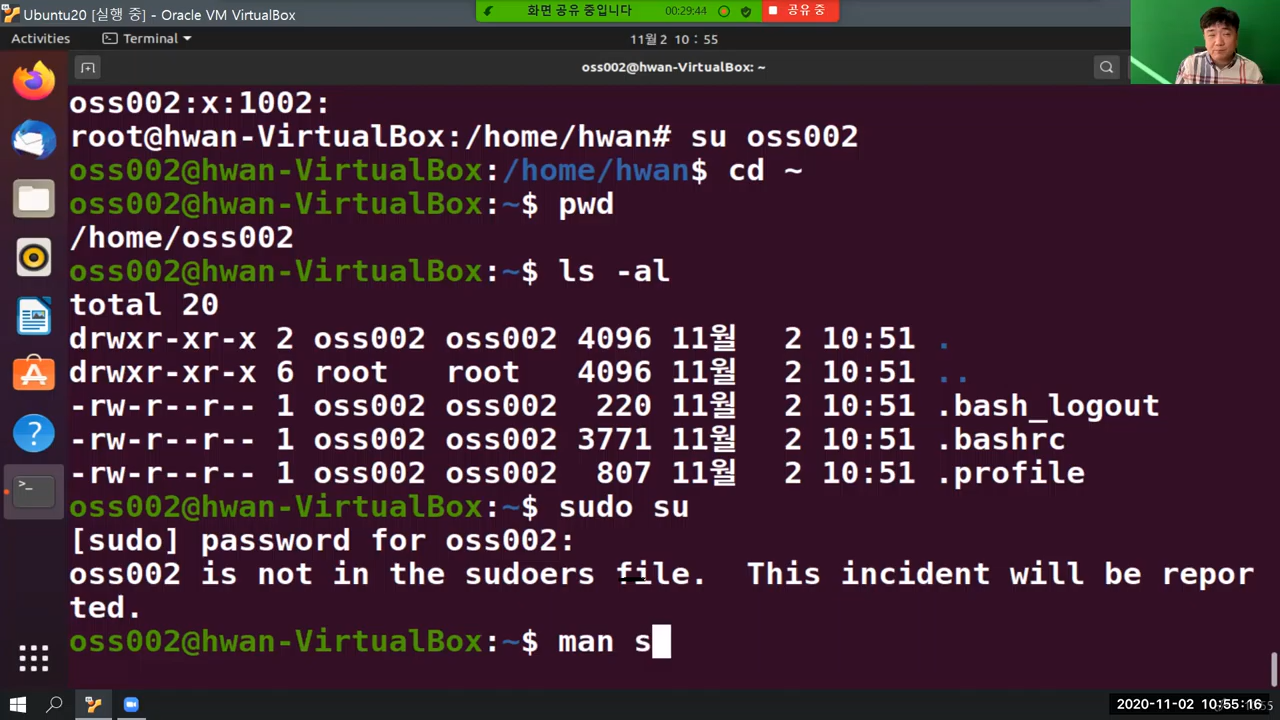 Ubuntu20 [실행 중] - Oracle VM VirtualBox
화면 공유 중입니다
00:29:44
공유 중
Activities
Terminal
11월 2 10 : 55
oss002@hwan-VirtualBox: ~
oss002:x:1002:
root@hwan-VirtualBox:/home/hwan# su oss002
oss002@hwan-VirtualBox:/home/hwan$ cd ~
oss002@hwan-VirtualBox:~$ pwd
/home/oss002
oss002@hwan-VirtualBox:~$ ls -al
total 20
drwxr-xr-x 2 oss002 oss002 4096 11월  2 10:51 .
drwxr-xr-x 6 root   root   4096 11월  2 10:51 ..
-rw-r--r-- 1 oss002 oss002  220 11월  2 10:51 .bash_logout
-rw-r--r-- 1 oss002 oss002 3771 11월  2 10:51 .bashrc
-rw-r--r-- 1 oss002 oss002  807 11월  2 10:51 .profile
oss002@hwan-VirtualBox:~$ sudo su
[sudo] password for oss002:
oss002 is not in the sudoers file.  This incident will be repor
ted.
oss002@hwan-VirtualBox:~$ man s
2020-11-02 10:55:16